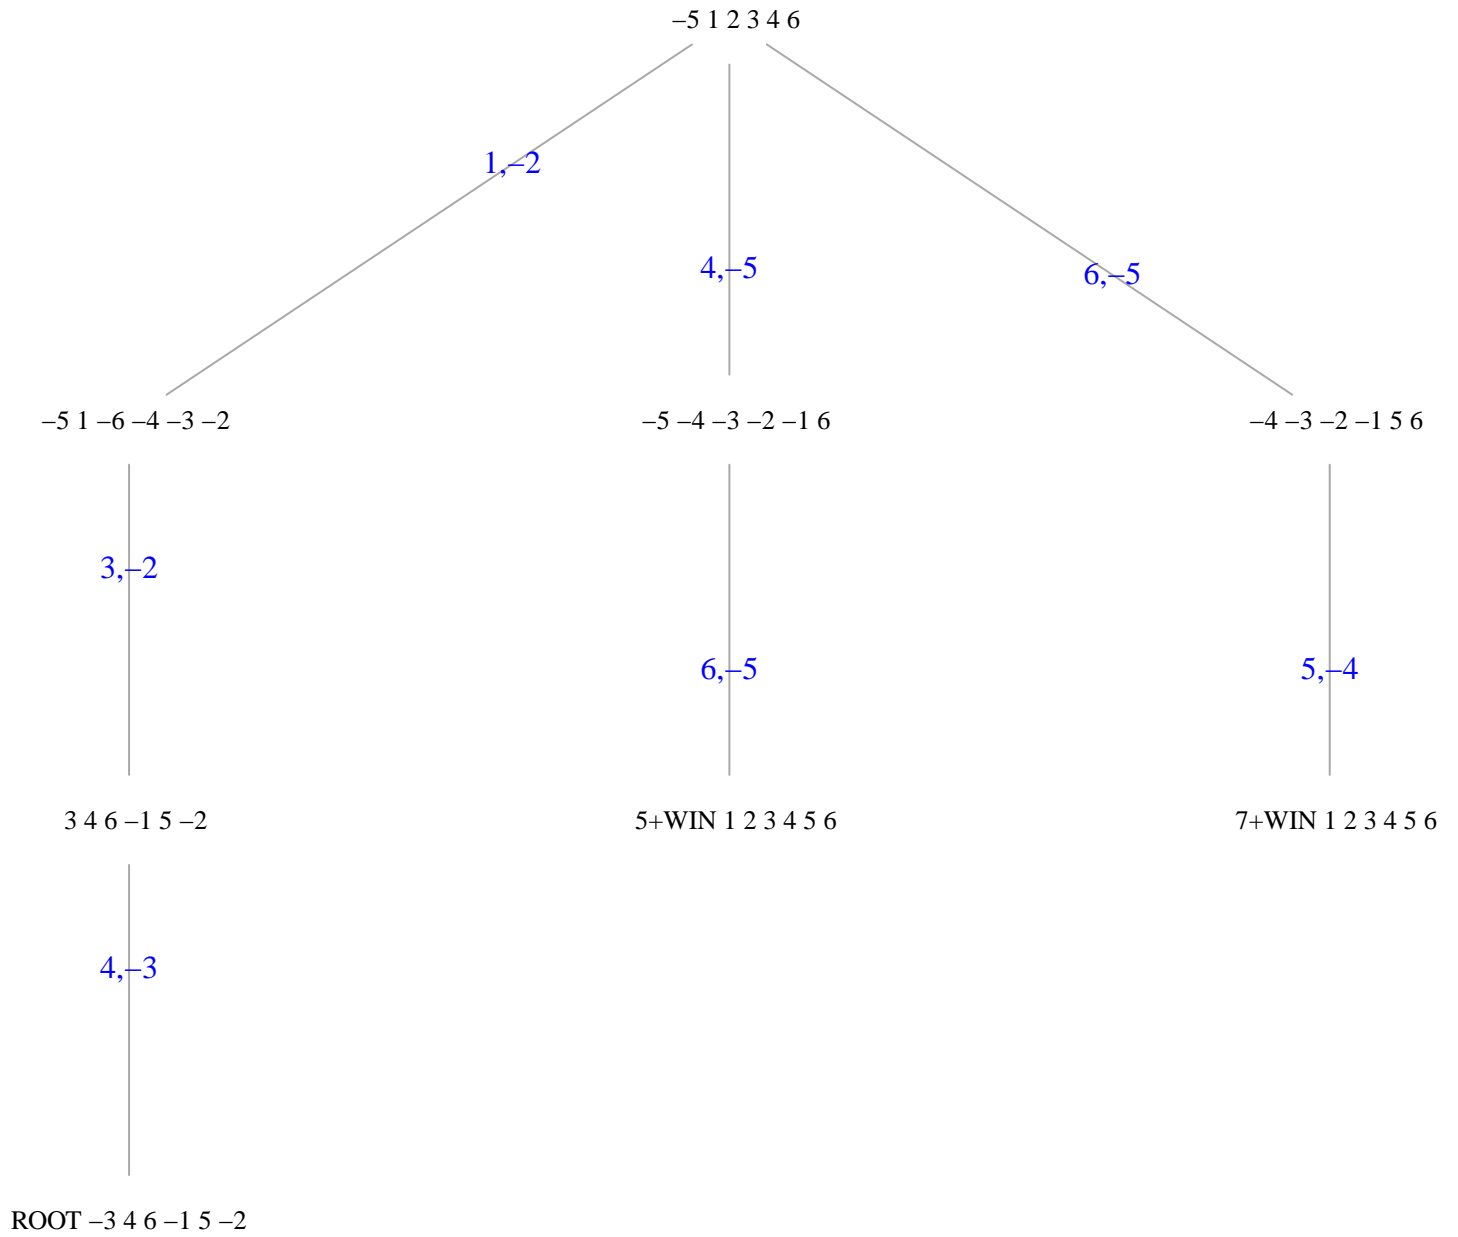 –5 1 2 3 4 6
1,–2
4,–5
6,–5
–5 1 –6 –4 –3 –2
–5 –4 –3 –2 –1 6
–4 –3 –2 –1 5 6
3,–2
6,–5
5,–4
3 4 6 –1 5 –2
5+WIN 1 2 3 4 5 6
7+WIN 1 2 3 4 5 6
4,–3
ROOT –3 4 6 –1 5 –2